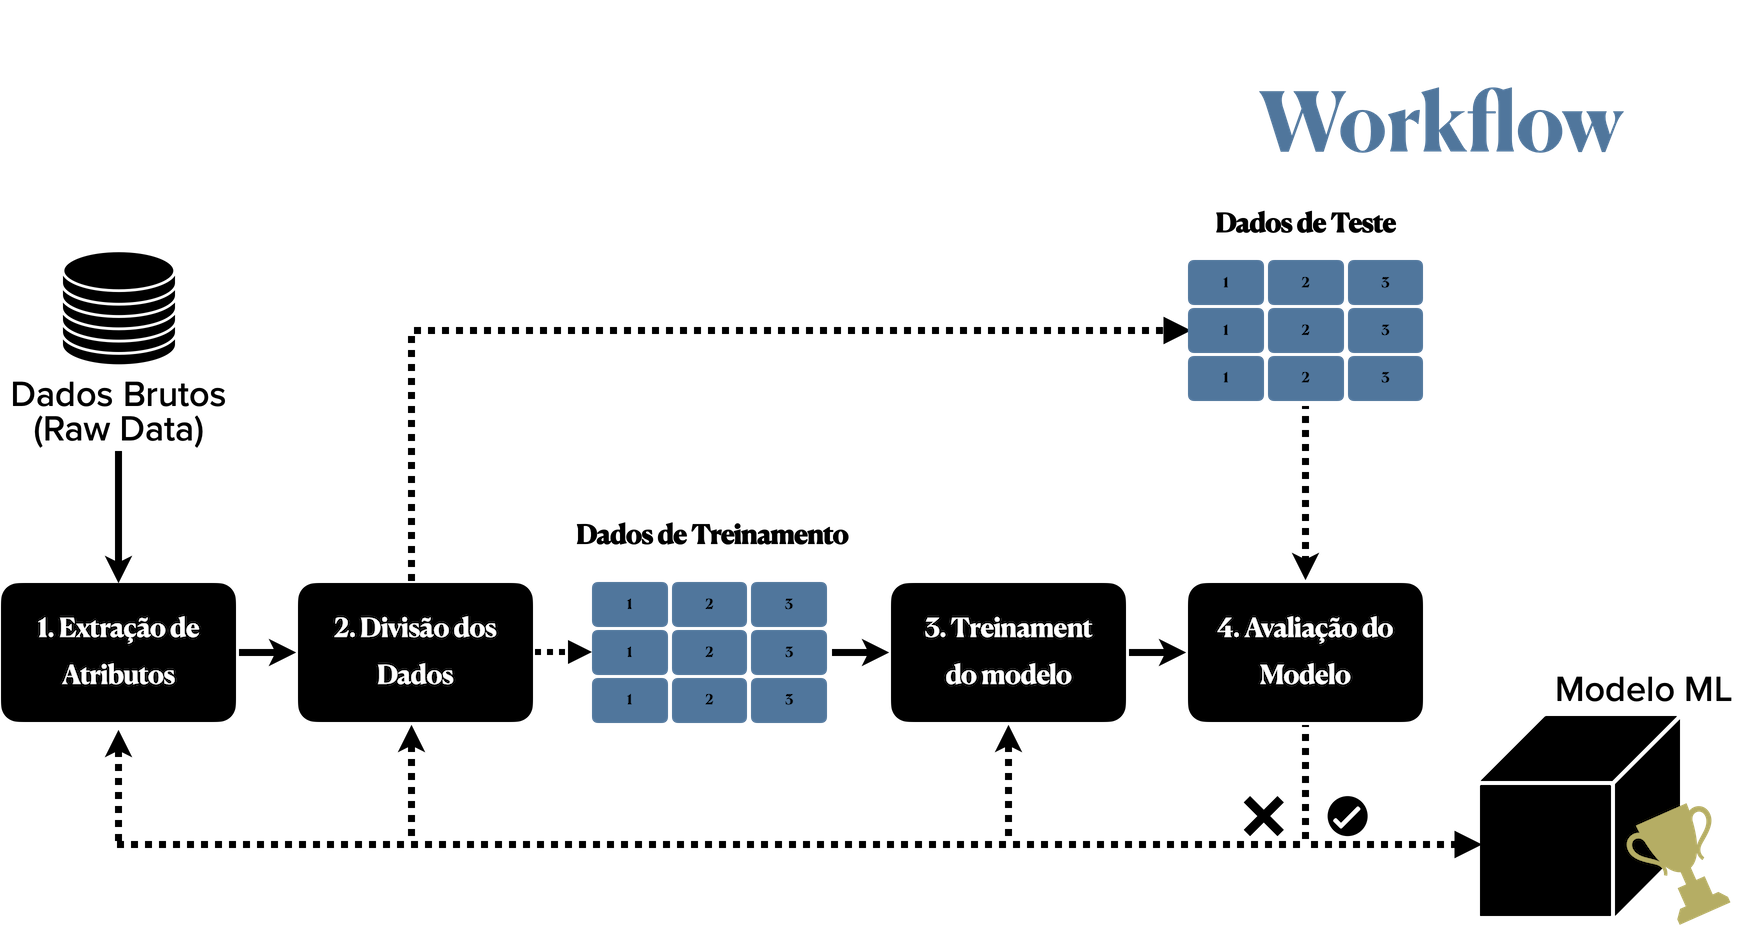 Workflow
Dados de Teste
1 2 3
1 2 3
1 2 3
Dados Brutos
(Raw Data)
Dados de Treinamento
1. Extração de
Atributos
2. Divisão dos
Dados
1 2 3
1 2 3
1 2 3
3. Treinament
do modelo
4. Avaliação do
Modelo
Modelo ML